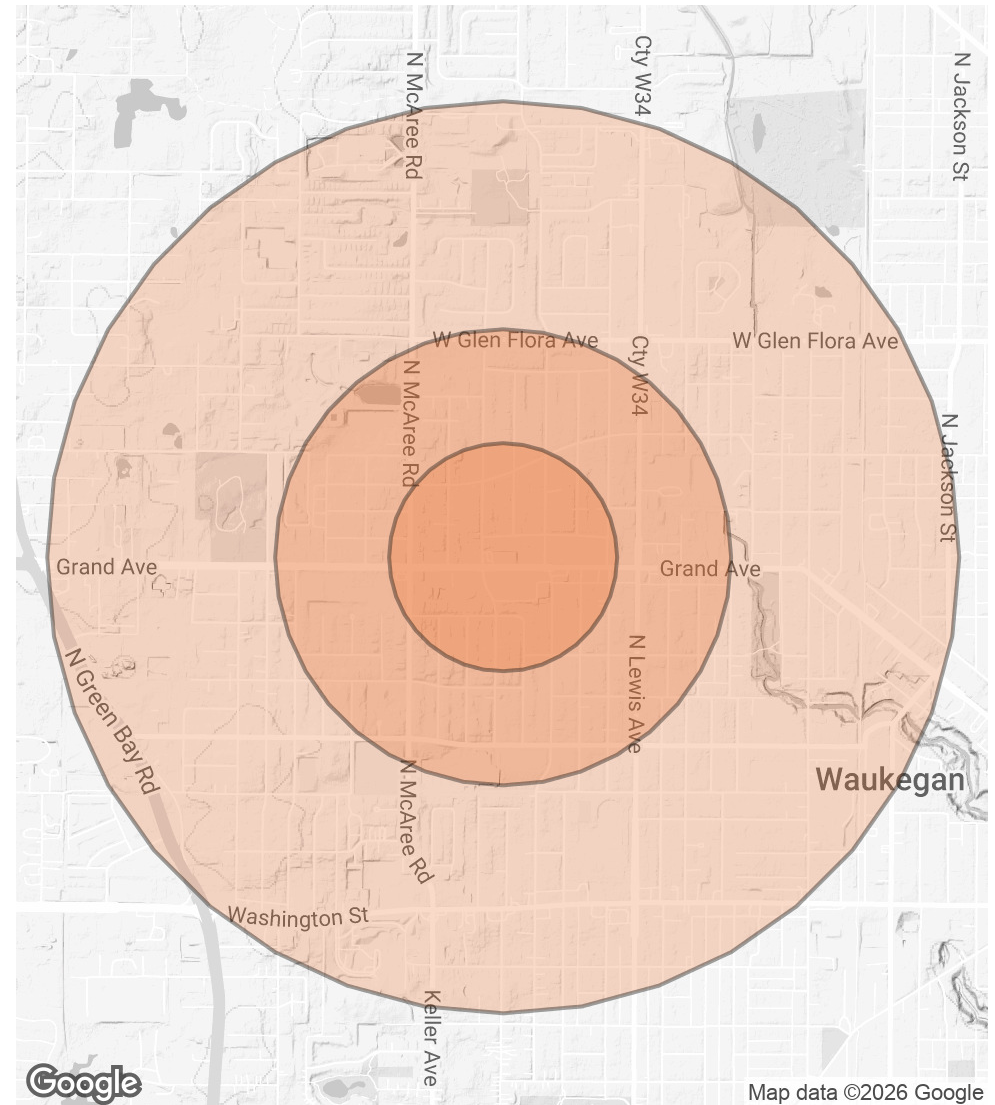 N McAree Rd
Cty W34
N Jackson St
W Glen Flora Ave
W Glen Flora Ave
Cty W34
N McAree Rd
N Jackson St
Grand Ave
Grand Ave
N Green Bay Rd
N Lewis Ave
Waukegan
N McAree Rd
Washington St
Keller Ave
Google
Map data ©2026 Google